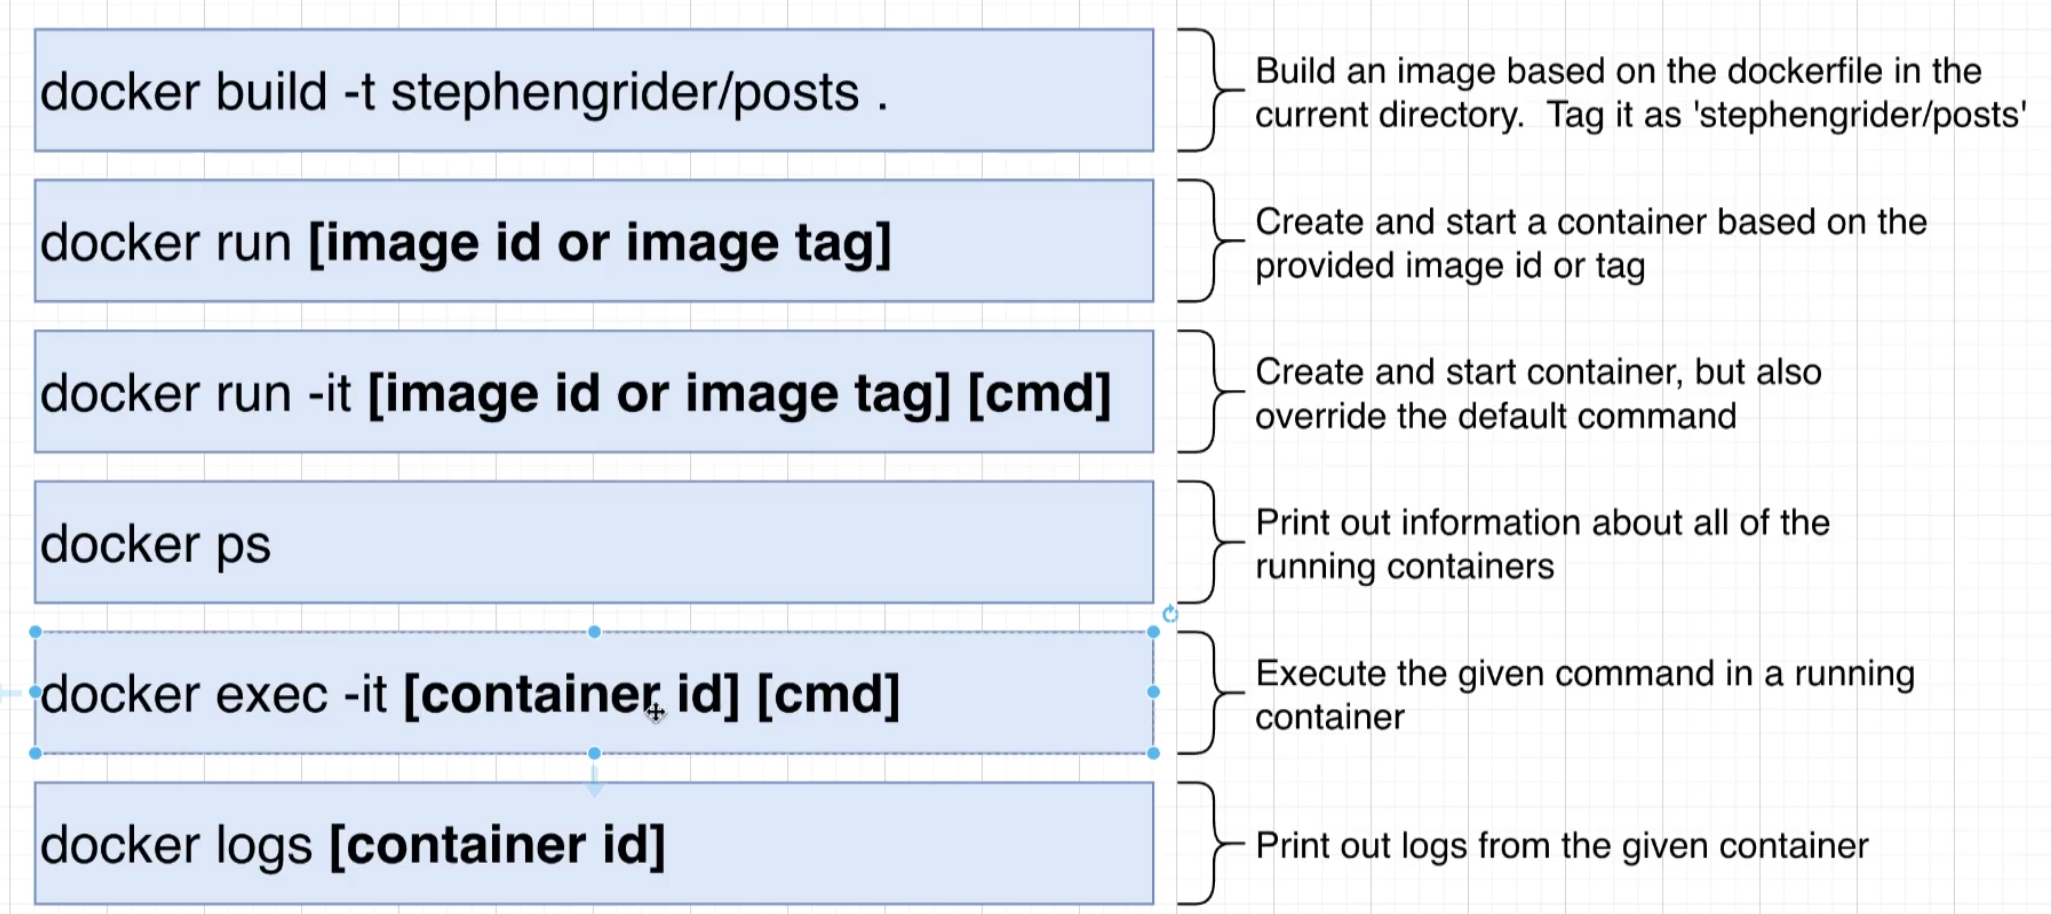 docker build -t stephengrider/posts .
Build an image based on the dockerfile in the
current directory.  Tag it as 'stephengrider/posts'
docker run [image id or image tag]
Create and start a container based on the
provided image id or tag
docker run -it [image id or image tag] [cmd]
Create and start container, but also
override the default command
docker ps
Print out information about all of the
running containers
docker exec -it [container id] [cmd]
Execute the given command in a running
container
docker logs [container id]
Print out logs from the given container